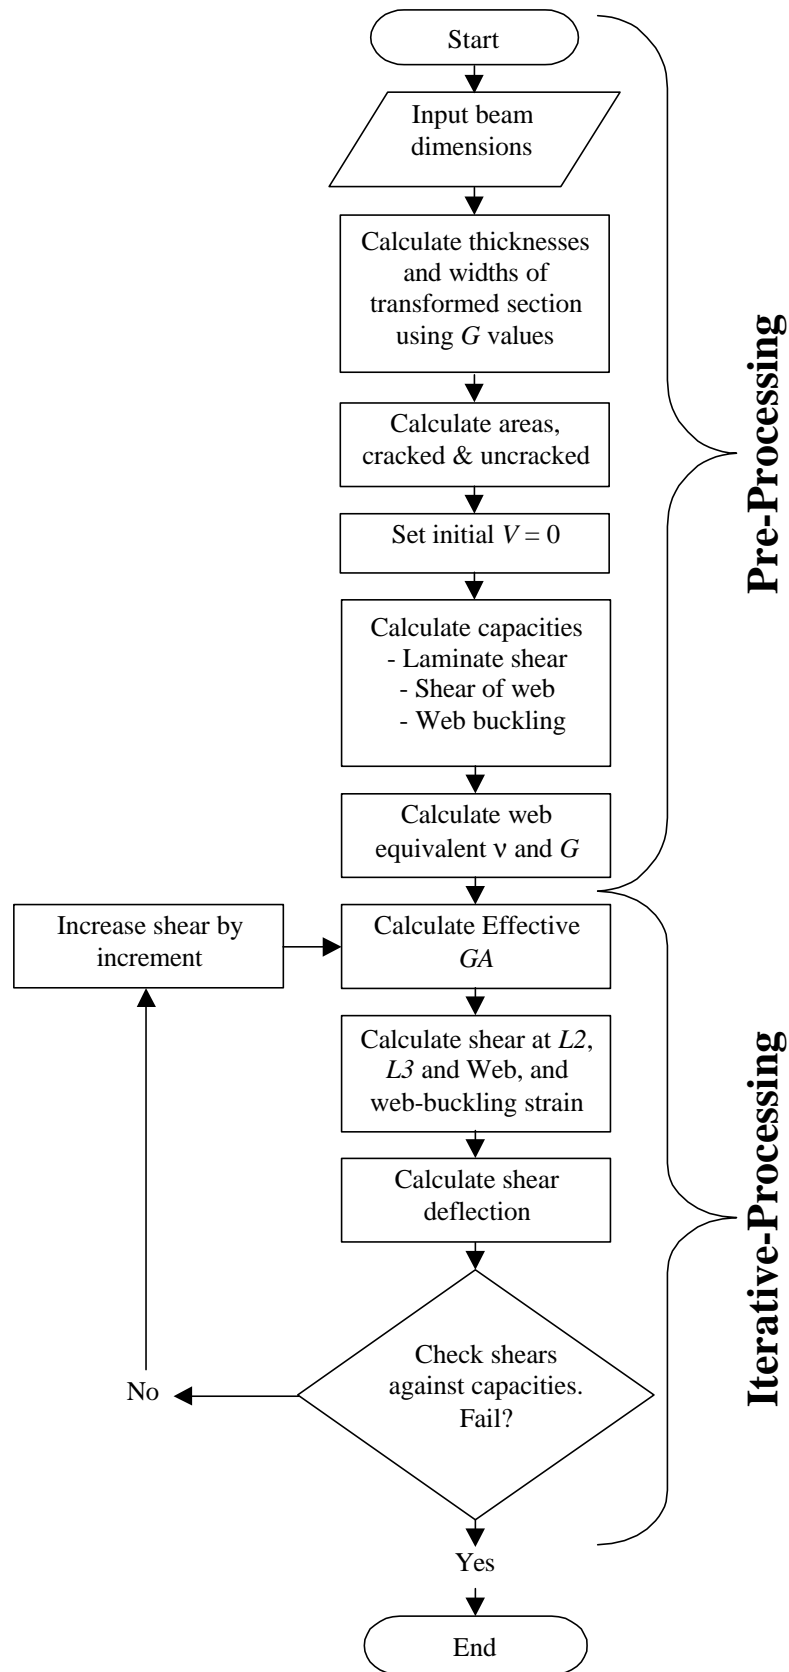 Start
Input beam
dimensions
Calculate thicknesses
and widths of
transformed section
using G values
Calculate areas,
cracked & uncracked
Set initial V = 0
Calculate capacities
- Laminate shear
- Shear of web
- Web buckling
Calculate web
equivalent ν and G
Pre-Processing
Increase shear by
increment
Calculate Effective
GA
Calculate shear at L2,
L3 and Web, and
web-buckling strain
Calculate shear
deflection
Check shears
against capacities.
Fail?
No
Yes
End
Iterative-Processing